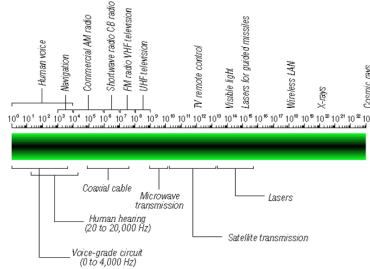 Human voice
Navigation
Commercial AM radio
Shortwave radio CB radio
FM radio VHF television
UHF television
TV remote control
Visible light
Lasers for guided missiles
Wireless LAN
X-rays
Cosmic rays
10⁰ 10¹ 10² 10³ 10⁴ 10⁵ 10⁶ 10⁷ 10⁸ 10⁹ 10¹⁰ 10¹¹ 10¹² 10¹³ 10¹⁴ 10¹⁵ 10¹⁶ 10¹⁷ 10¹⁸ 10¹⁹
Coaxial cable
Microwave
transmission
Lasers
Human hearing
(20 to 20,000 Hz)
Satellite transmission
Voice-grade circuit
(0 to 4,000 Hz)